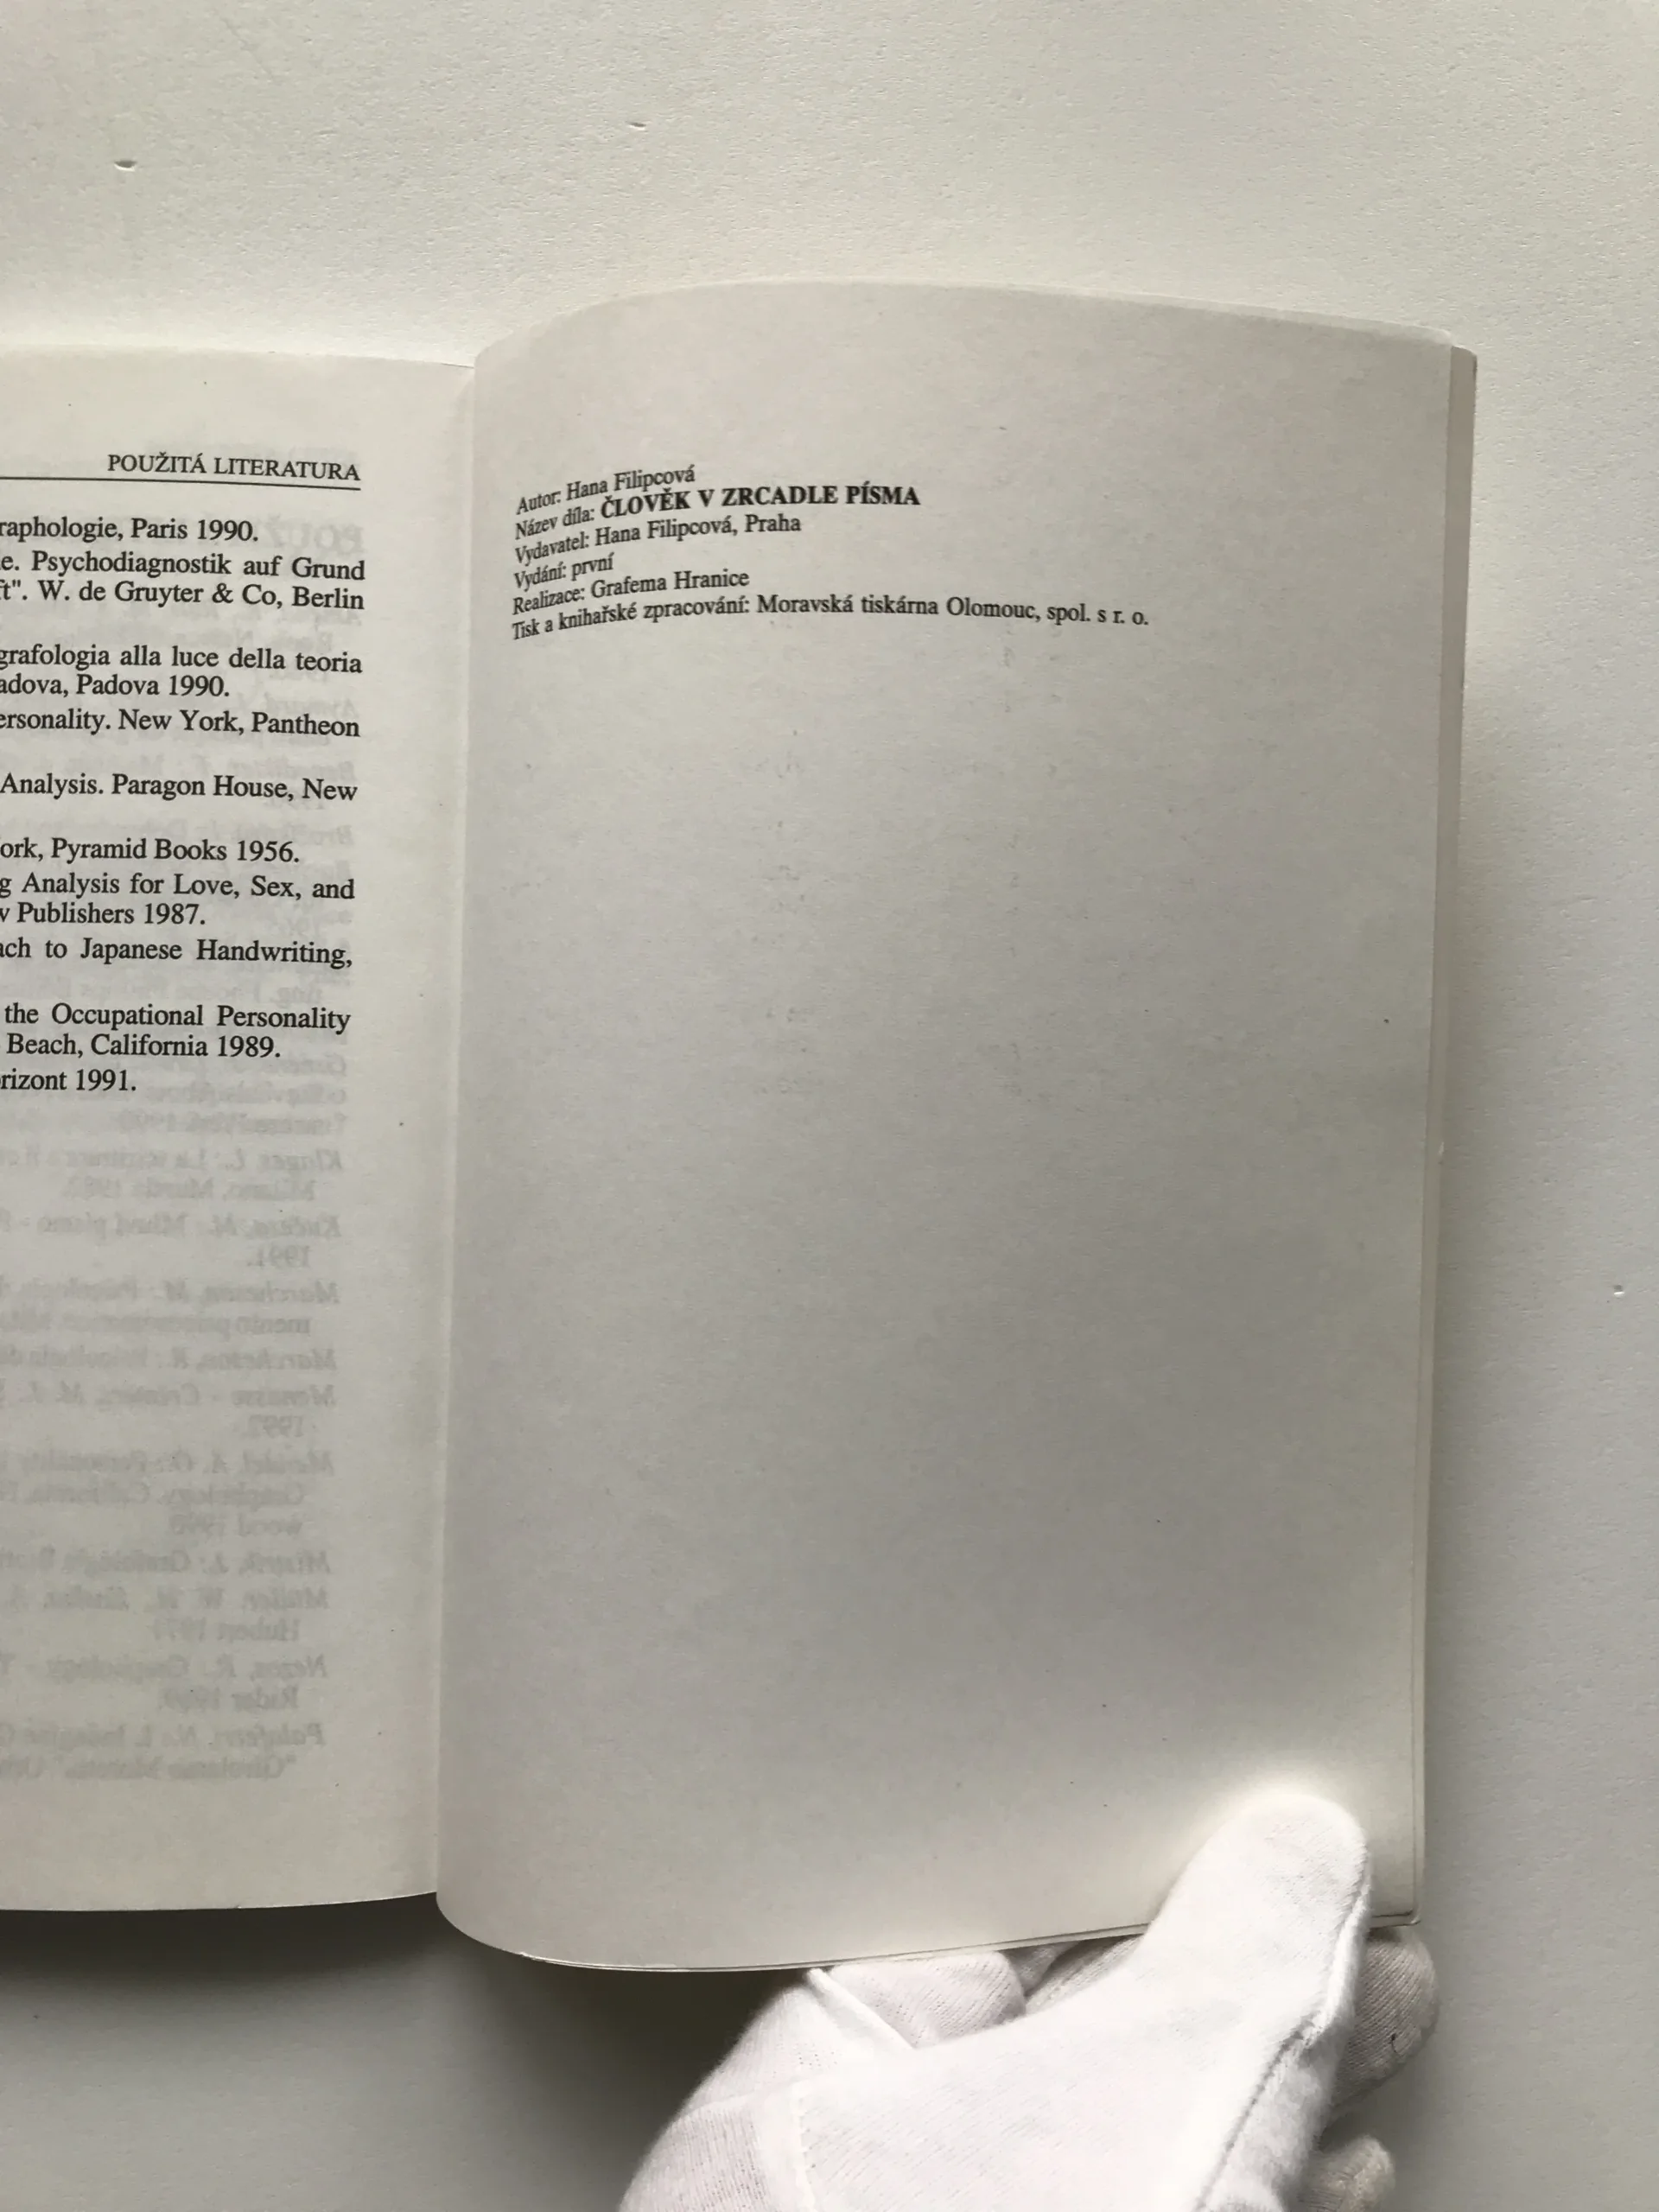 POUŽITÁ LITERATURA
raphologie, Paris 1990.
e. Psychodiagnostik auf Grund
t". W. de Gruyter & Co, Berlin
grafologia alla luce della teoria
adova, Padova 1990.
ersonality. New York, Pantheon
Analysis. Paragon House, New
ork, Pyramid Books 1956.
g Analysis for Love, Sex, and
w Publishers 1987.
ach to Japanese Handwriting,
the Occupational Personality
Beach, California 1989.
rizont 1991.
Autor: Hana Filipcová
Název díla: ČLOVĚK V ZRCADLE PÍSMA
Vydavatel: Hana Filipcová, Praha
Vydání: první
Realizace: Grafema Hranice
Tisk a knihařské zpracování: Moravská tiskárna Olomouc, spol. s r. o.